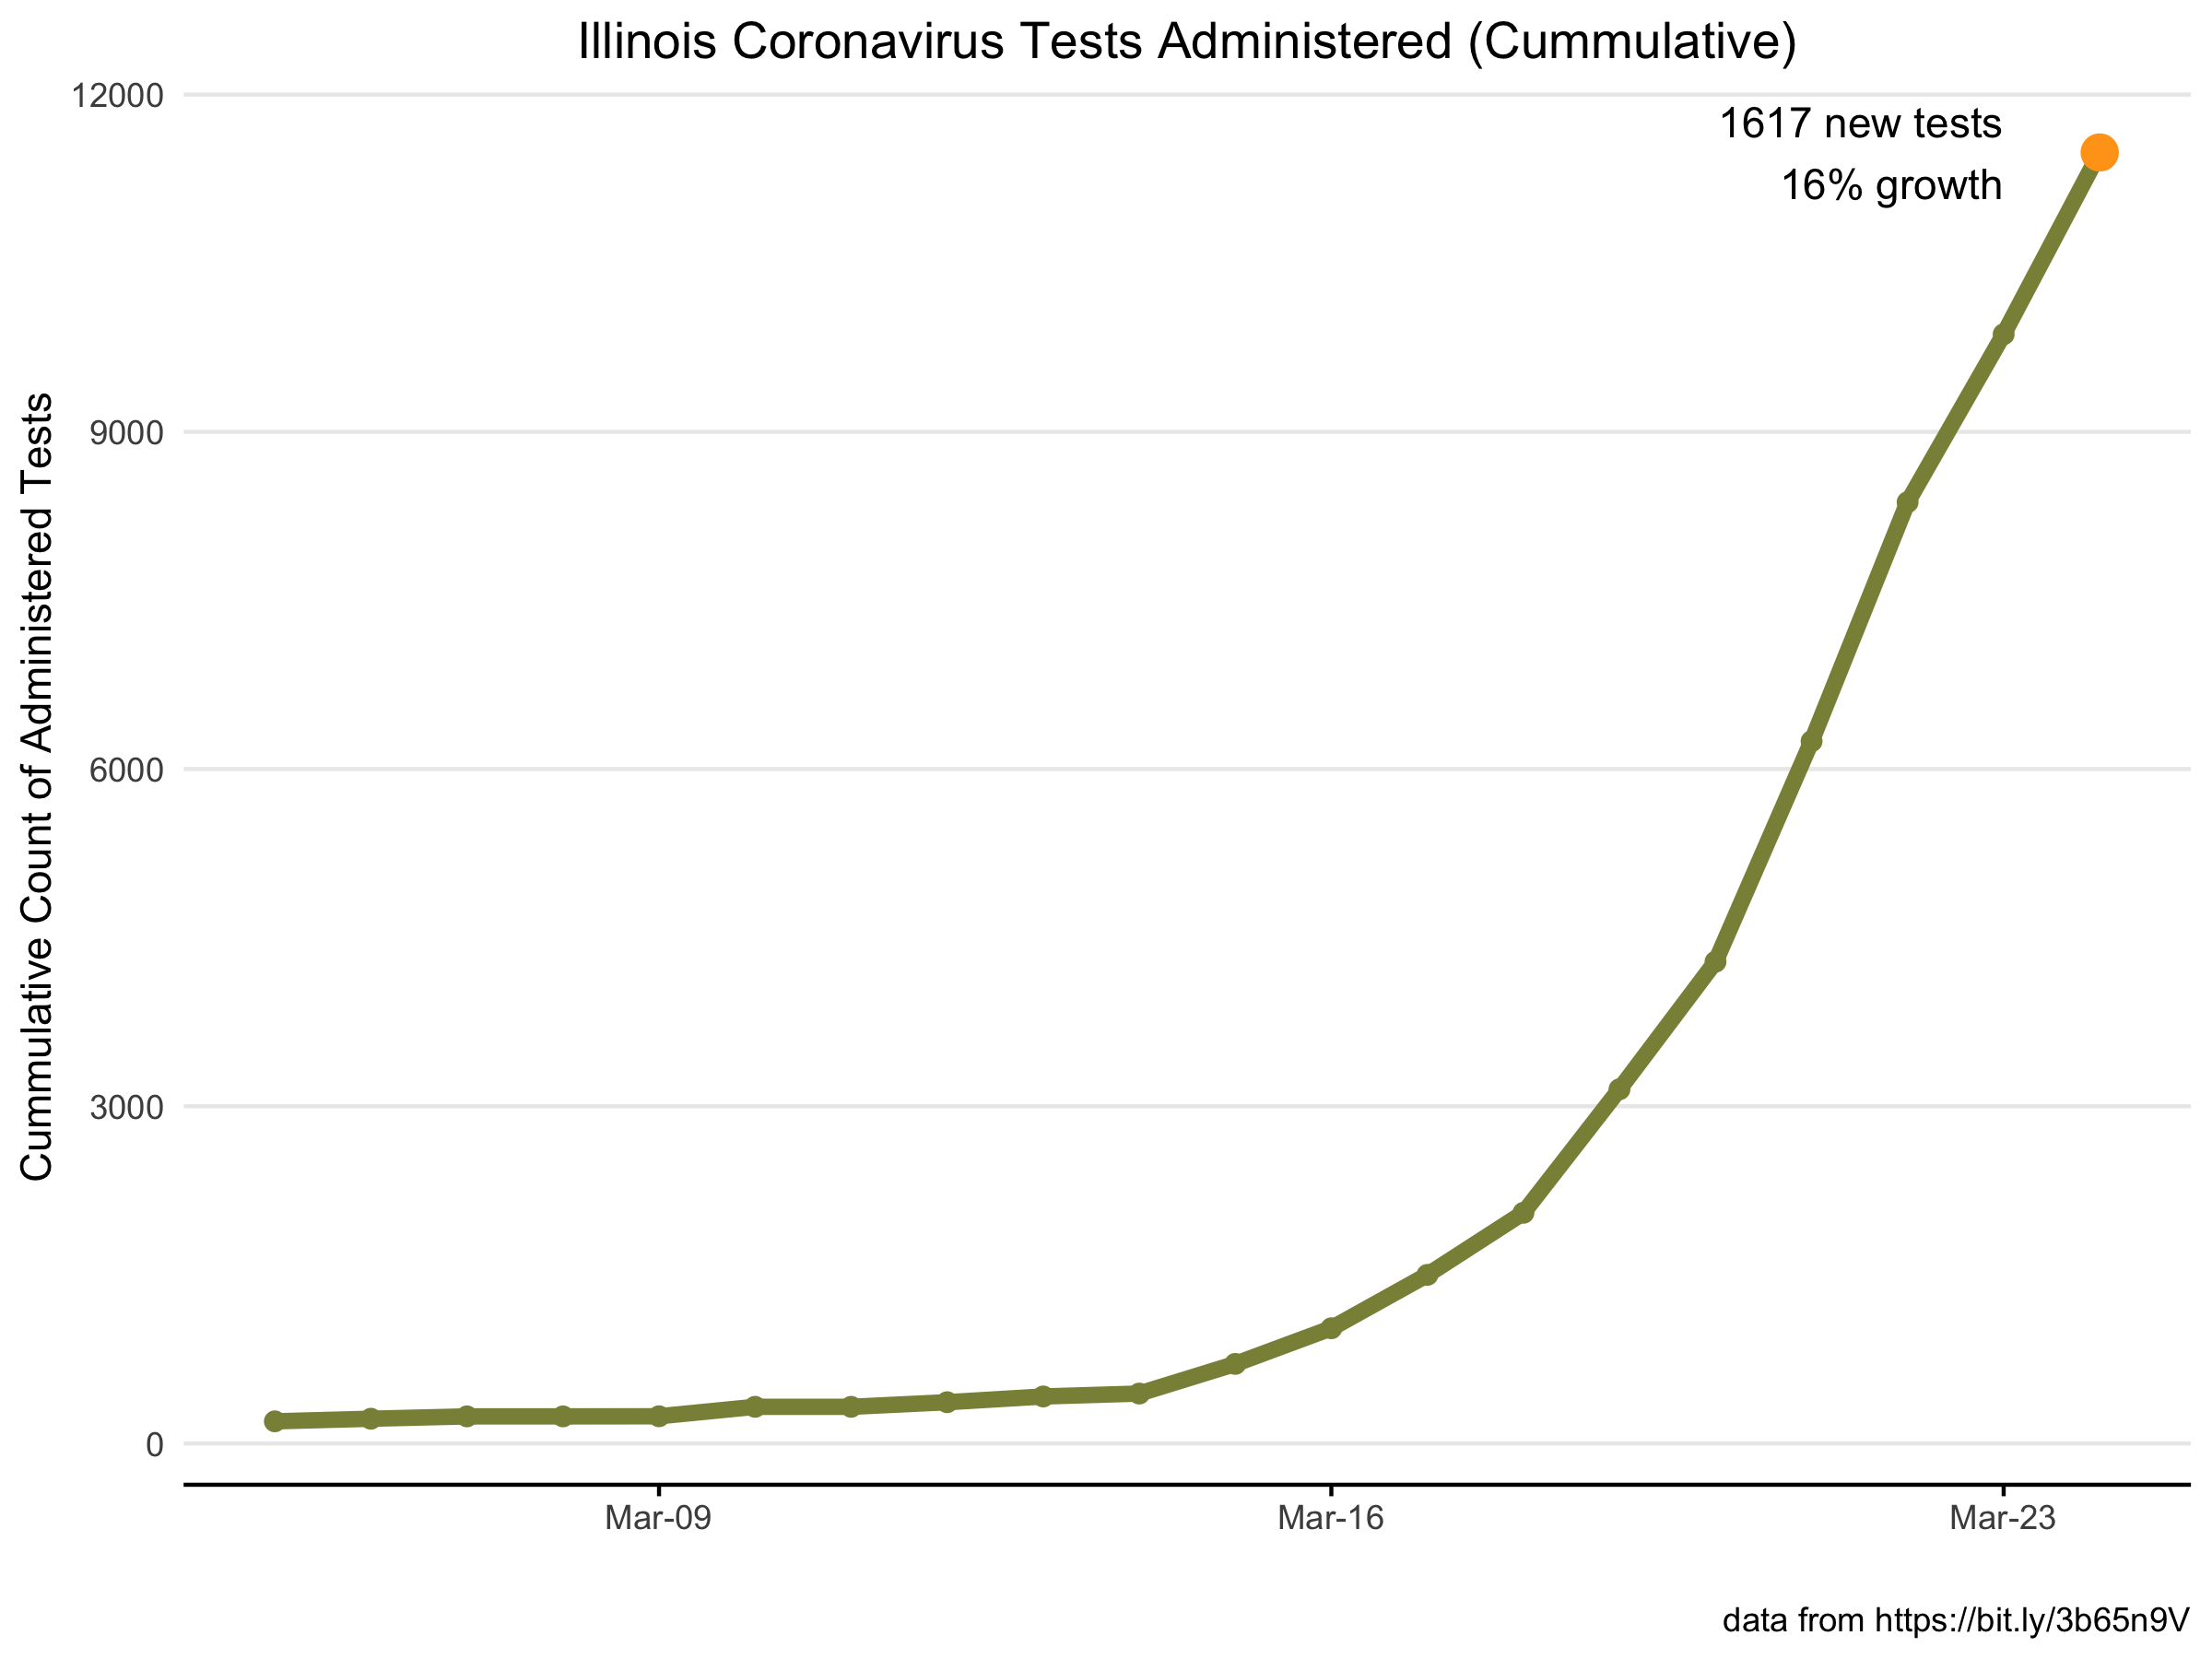 Illinois Coronavirus Tests Administered (Cummulative)
Cummulative Count of Administered Tests
12000
9000
6000
3000
0
1617 new tests
16% growth
Mar-09
Mar-16
Mar-23
data from https://bit.ly/3b65n9V